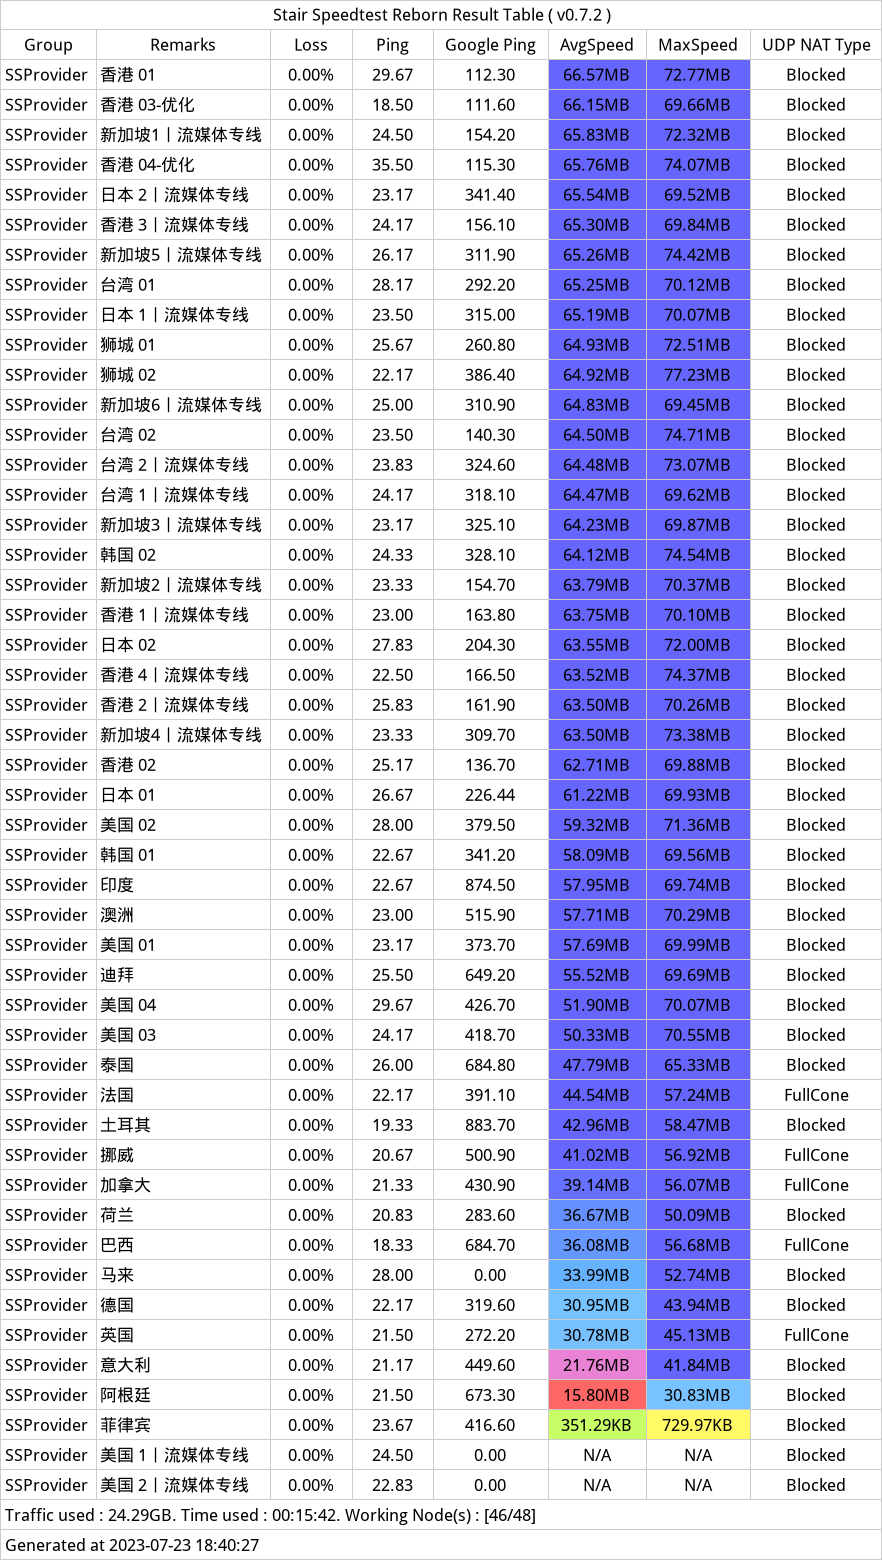 Stair Speedtest Reborn Result Table ( v0.7.2 )
Group Remarks Loss Ping Google Ping AvgSpeed MaxSpeed UDP NAT Type
SSProvider 香港 01 0.00% 29.67 112.30 66.57MB 72.77MB Blocked
SSProvider 香港 03-优化 0.00% 18.50 111.60 66.15MB 69.66MB Blocked
SSProvider 新加坡1丨流媒体专线 0.00% 24.50 154.20 65.83MB 72.32MB Blocked
SSProvider 香港 04-优化 0.00% 35.50 115.30 65.76MB 74.07MB Blocked
SSProvider 日本 2丨流媒体专线 0.00% 23.17 341.40 65.54MB 69.52MB Blocked
SSProvider 香港 3丨流媒体专线 0.00% 24.17 156.10 65.30MB 69.84MB Blocked
SSProvider 新加坡5丨流媒体专线 0.00% 26.17 311.90 65.26MB 74.42MB Blocked
SSProvider 台湾 01 0.00% 28.17 292.20 65.25MB 70.12MB Blocked
SSProvider 日本 1丨流媒体专线 0.00% 23.50 315.00 65.19MB 70.07MB Blocked
SSProvider 狮城 01 0.00% 25.67 260.80 64.93MB 72.51MB Blocked
SSProvider 狮城 02 0.00% 22.17 386.40 64.92MB 77.23MB Blocked
SSProvider 新加坡6丨流媒体专线 0.00% 25.00 310.90 64.83MB 69.45MB Blocked
SSProvider 台湾 02 0.00% 23.50 140.30 64.50MB 74.71MB Blocked
SSProvider 台湾 2丨流媒体专线 0.00% 23.83 324.60 64.48MB 73.07MB Blocked
SSProvider 台湾 1丨流媒体专线 0.00% 24.17 318.10 64.47MB 69.62MB Blocked
SSProvider 新加坡3丨流媒体专线 0.00% 23.17 325.10 64.23MB 69.87MB Blocked
SSProvider 韩国 02 0.00% 24.33 328.10 64.12MB 74.54MB Blocked
SSProvider 新加坡2丨流媒体专线 0.00% 23.33 154.70 63.79MB 70.37MB Blocked
SSProvider 香港 1丨流媒体专线 0.00% 23.00 163.80 63.75MB 70.10MB Blocked
SSProvider 日本 02 0.00% 27.83 204.30 63.55MB 72.00MB Blocked
SSProvider 香港 4丨流媒体专线 0.00% 22.50 166.50 63.52MB 74.37MB Blocked
SSProvider 香港 2丨流媒体专线 0.00% 25.83 161.90 63.50MB 70.26MB Blocked
SSProvider 新加坡4丨流媒体专线 0.00% 23.33 309.70 63.50MB 73.38MB Blocked
SSProvider 香港 02 0.00% 25.17 136.70 62.71MB 69.88MB Blocked
SSProvider 日本 01 0.00% 26.67 226.44 61.22MB 69.93MB Blocked
SSProvider 美国 02 0.00% 28.00 379.50 59.32MB 71.36MB Blocked
SSProvider 韩国 01 0.00% 22.67 341.20 58.09MB 69.56MB Blocked
SSProvider 印度 0.00% 22.67 874.50 57.95MB 69.74MB Blocked
SSProvider 澳洲 0.00% 23.00 515.90 57.71MB 70.29MB Blocked
SSProvider 美国 01 0.00% 23.17 373.70 57.69MB 69.99MB Blocked
SSProvider 迪拜 0.00% 25.50 649.20 55.52MB 69.69MB Blocked
SSProvider 美国 04 0.00% 29.67 426.70 51.90MB 70.07MB Blocked
SSProvider 美国 03 0.00% 24.17 418.70 50.33MB 70.55MB Blocked
SSProvider 泰国 0.00% 26.00 684.80 47.79MB 65.33MB Blocked
SSProvider 法国 0.00% 22.17 391.10 44.54MB 57.24MB FullCone
SSProvider 土耳其 0.00% 19.33 883.70 42.96MB 58.47MB Blocked
SSProvider 挪威 0.00% 20.67 500.90 41.02MB 56.92MB FullCone
SSProvider 加拿大 0.00% 21.33 430.90 39.14MB 56.07MB FullCone
SSProvider 荷兰 0.00% 20.83 283.60 36.67MB 50.09MB Blocked
SSProvider 巴西 0.00% 18.33 684.70 36.08MB 56.68MB FullCone
SSProvider 马来 0.00% 28.00 0.00 33.99MB 52.74MB Blocked
SSProvider 德国 0.00% 22.17 319.60 30.95MB 43.94MB Blocked
SSProvider 英国 0.00% 21.50 272.20 30.78MB 45.13MB FullCone
SSProvider 意大利 0.00% 21.17 449.60 21.76MB 41.84MB Blocked
SSProvider 阿根廷 0.00% 21.50 673.30 15.80MB 30.83MB Blocked
SSProvider 菲律宾 0.00% 23.67 416.60 351.29KB 729.97KB Blocked
SSProvider 美国 1丨流媒体专线 0.00% 24.50 0.00 N/A N/A Blocked
SSProvider 美国 2丨流媒体专线 0.00% 22.83 0.00 N/A N/A Blocked
Traffic used : 24.29GB. Time used : 00:15:42. Working Node(s) : [46/48]
Generated at 2023-07-23 18:40:27